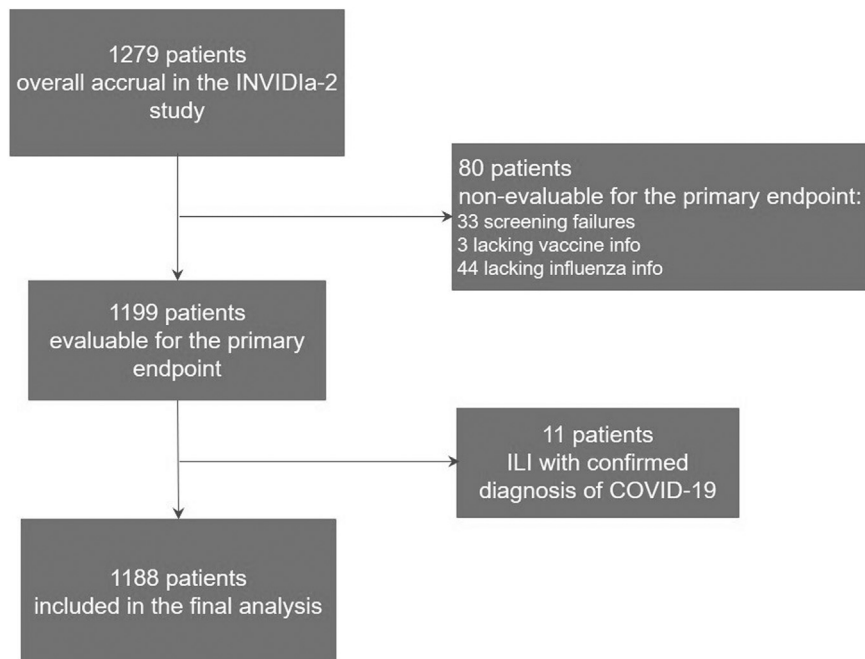 1279 patients
overall accrual in the INVIDIa-2
study
80 patients
non-evaluable for the primary endpoint:
33 screening failures
3 lacking vaccine info
44 lacking influenza info
1199 patients
evaluable for the primary
endpoint
11 patients
ILI with confirmed
diagnosis of COVID-19
1188 patients
included in the final analysis